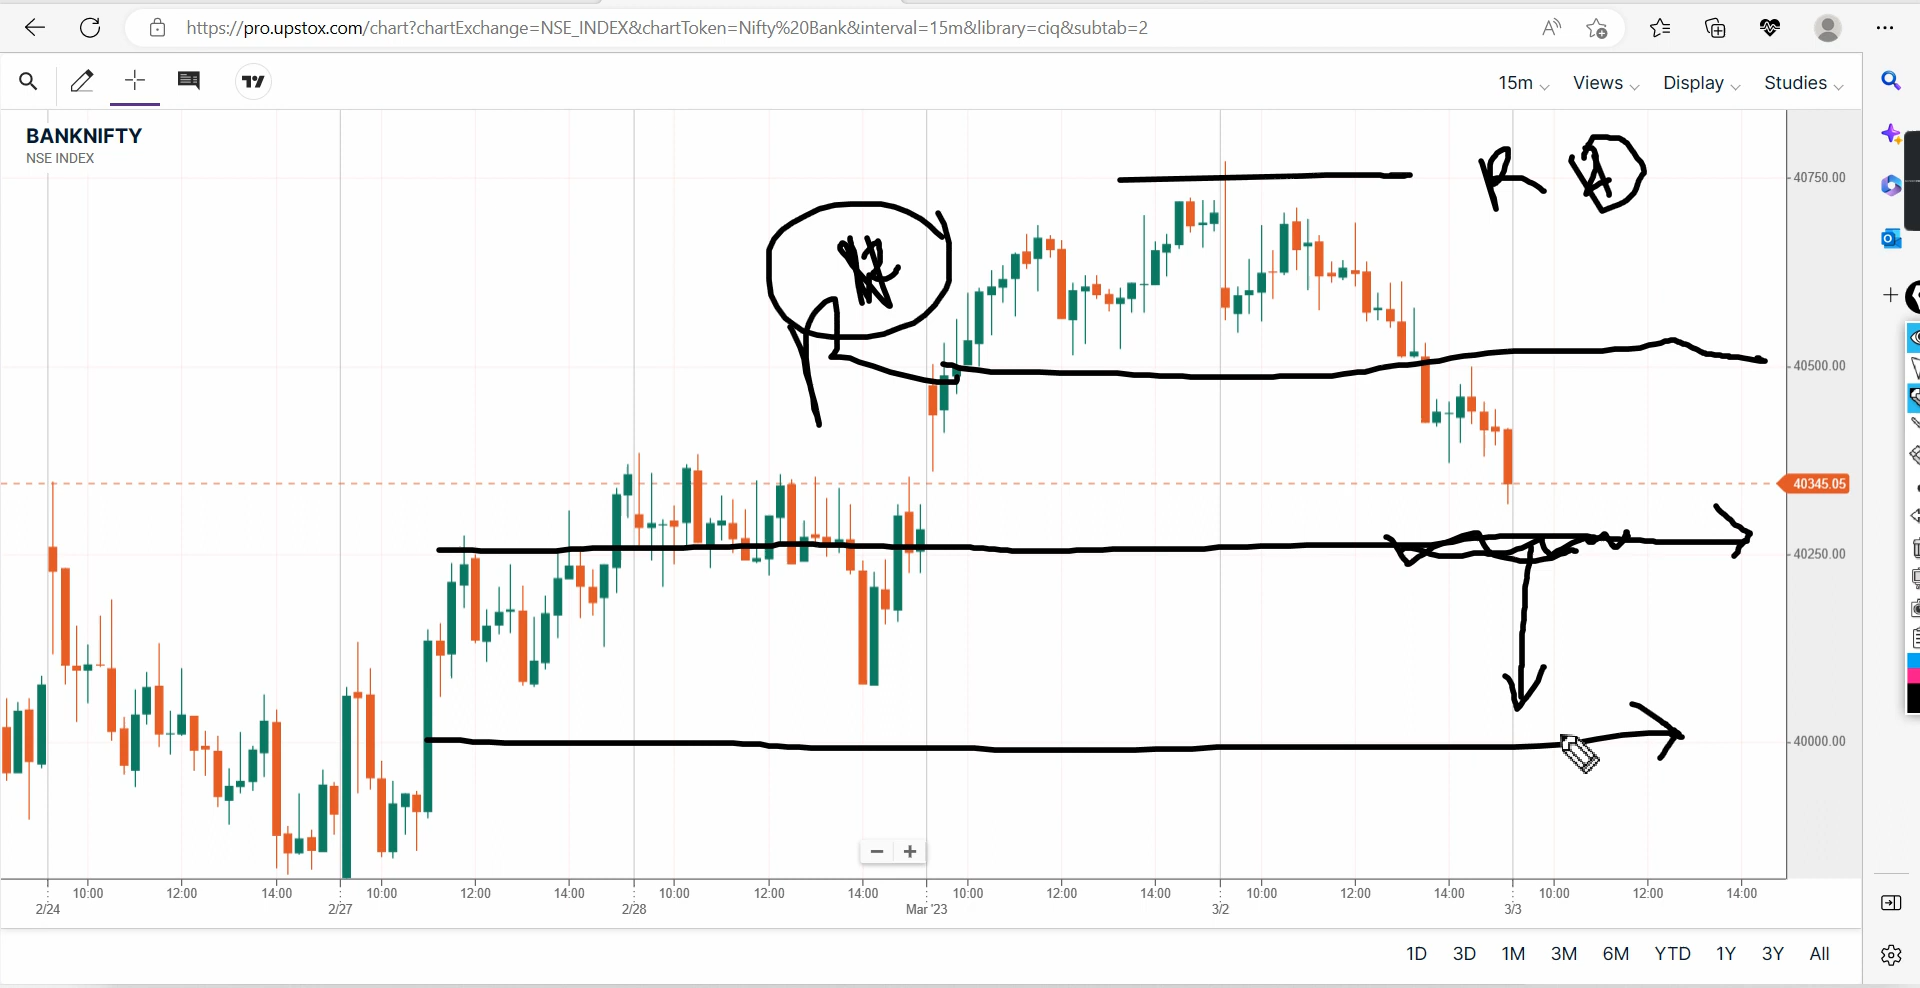 https://pro.upstox.com/chart?chartExchange=NSE_INDEX&chartToken=Nifty%20Bank&interval=15m&library=ciq&subtab=2
15m Views Display Studies
BANKNIFTY
NSE INDEX
R
40750.00
40500.00
40345.05
40250.00
40000.00
10:00 12:00 14:00 10:00 12:00 14:00 10:00 12:00 14:00 10:00 12:00 14:00 10:00 12:00 14:00 10:00 12:00 14:00
2/24 2/27 2/28 Mar '23 3/2 3/3
1D 3D 1M 3M 6M YTD 1Y 3Y All